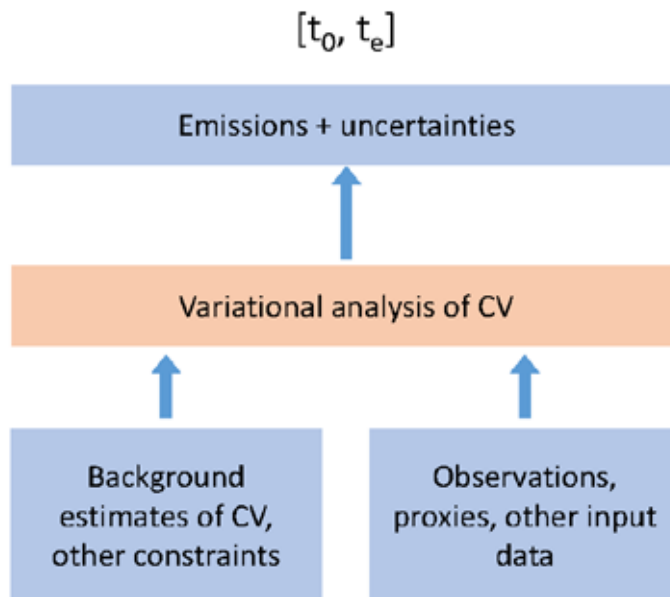 [t₀, tₑ]
Emissions + uncertainties
Variational analysis of CV
Background
estimates of CV,
other constraints
Observations,
proxies, other input
data